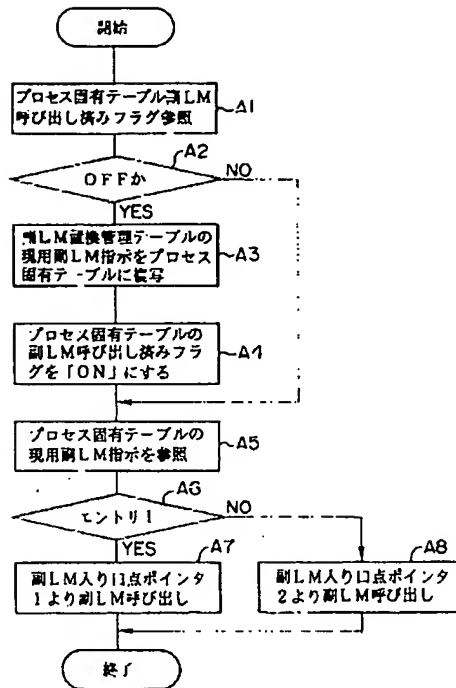 開始
プロセス固有テーブル副LM
呼び出し済みフラグ参照
A1
A2
OFFか
NO
YES
副LM置換管理テーブルの
現用副LM指示をプロセス
固有テーブルに複写
A3
プロセス固有テーブルの
副LM呼び出し済みフラ
グを「ON」にする
A4
プロセス固有テーブルの
現用副LM指示を参照
A5
A6
エントリ1
NO
YES
A7
副LM入り口点ポインタ
1より副LM呼び出し
A8
副LM入り口点ポインタ
2より副LM呼び出し
終了